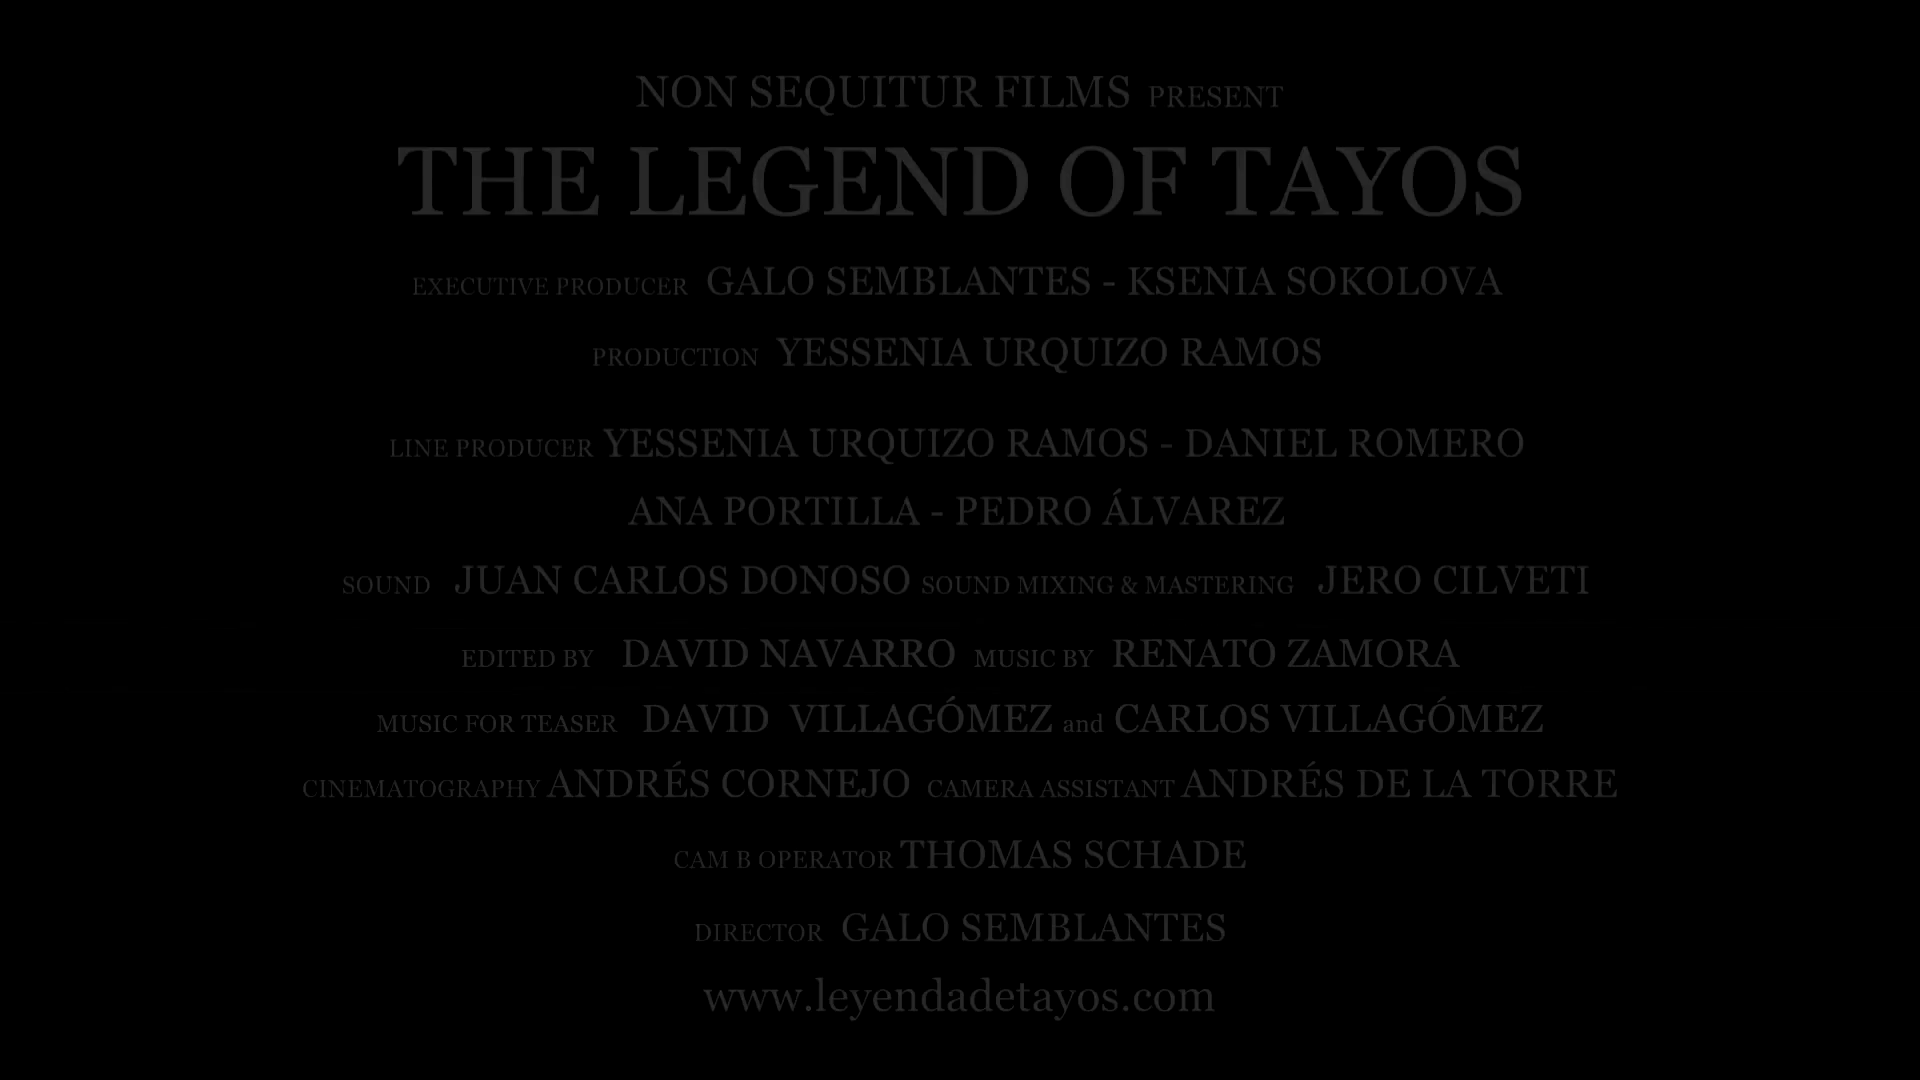 NON SEQUITUR FILMS PRESENT
THE LEGEND OF TAYOS
EXECUTIVE PRODUCER GALO SEMBLANTES - KSENIA SOKOLOVA
PRODUCTION YESSENIA URQUIZO RAMOS
LINE PRODUCER YESSENIA URQUIZO RAMOS - DANIEL ROMERO
ANA PORTILLA - PEDRO ÁLVAREZ
SOUND JUAN CARLOS DONOSO SOUND MIXING & MASTERING JERO CILVETI
EDITED BY DAVID NAVARRO MUSIC BY RENATO ZAMORA
MUSIC FOR TEASER DAVID VILLAGÓMEZ and CARLOS VILLAGÓMEZ
CINEMATOGRAPHY ANDRÉS CORNEJO CAMERA ASSISTANT ANDRÉS DE LA TORRE
CAM B OPERATOR THOMAS SCHADE
DIRECTOR GALO SEMBLANTES
www.leyendadetayos.com